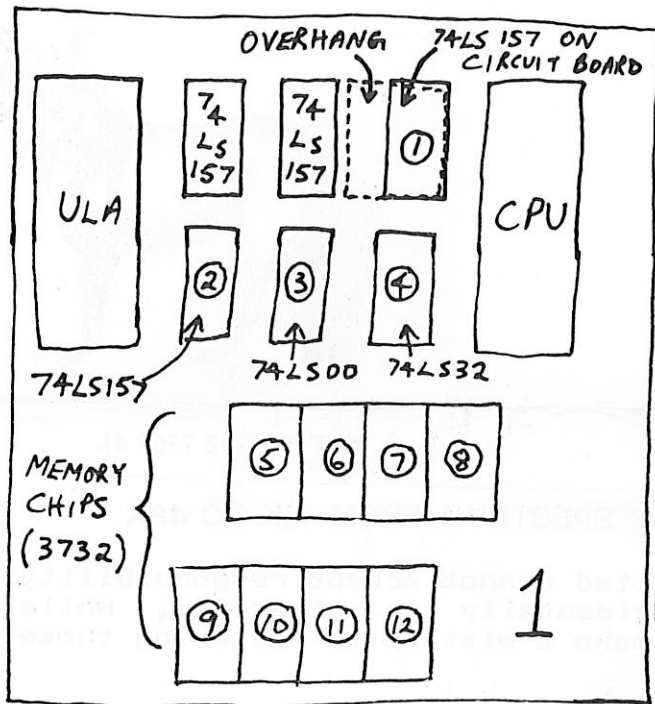 OVERHANG
74LS 157 ON
CIRCUIT BOARD
ULA
74
LS
157
74
LS
157
①
CPU
②
③
④
74LS157
74LS00
74LS32
MEMORY
CHIPS
(3732)
⑤ ⑥ ⑦ ⑧
⑨ ⑩ ⑪ ⑫
1